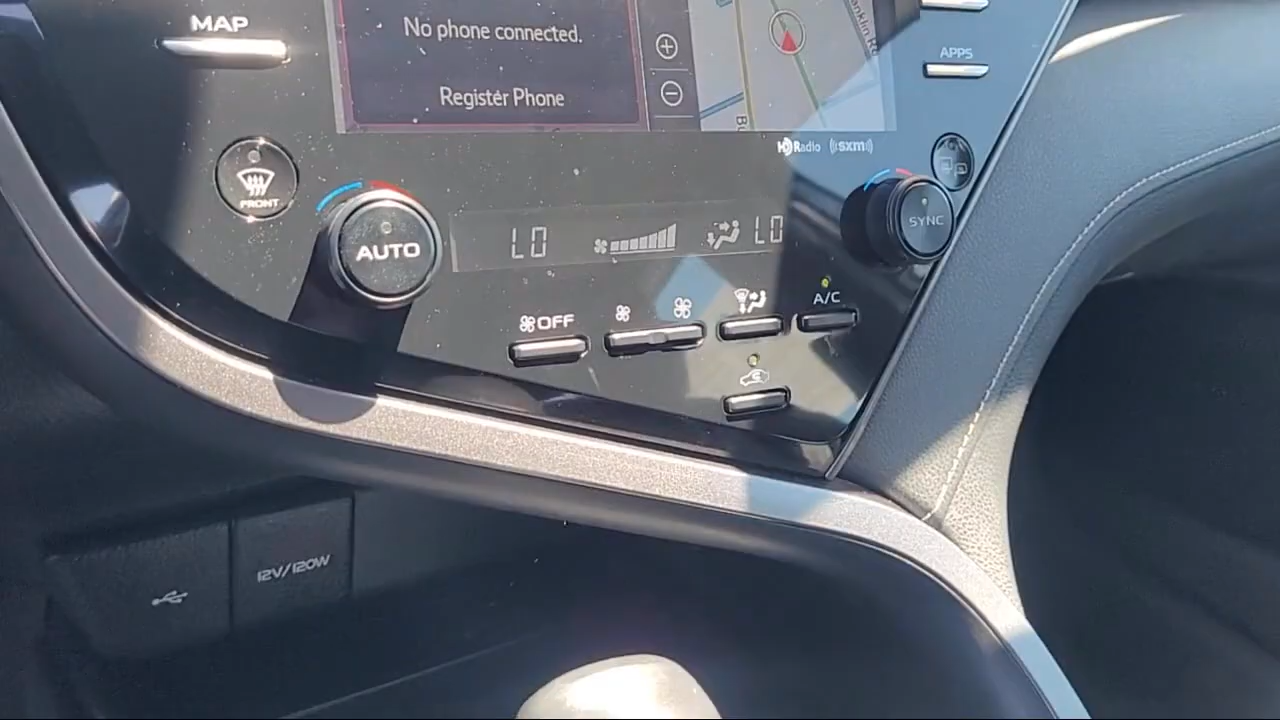 MAP
No phone connected.
Register Phone
APPS
HD Radio
((sxm))
FRONT
AUTO
LO
LO
SYNC
OFF
A/C
12V/120W